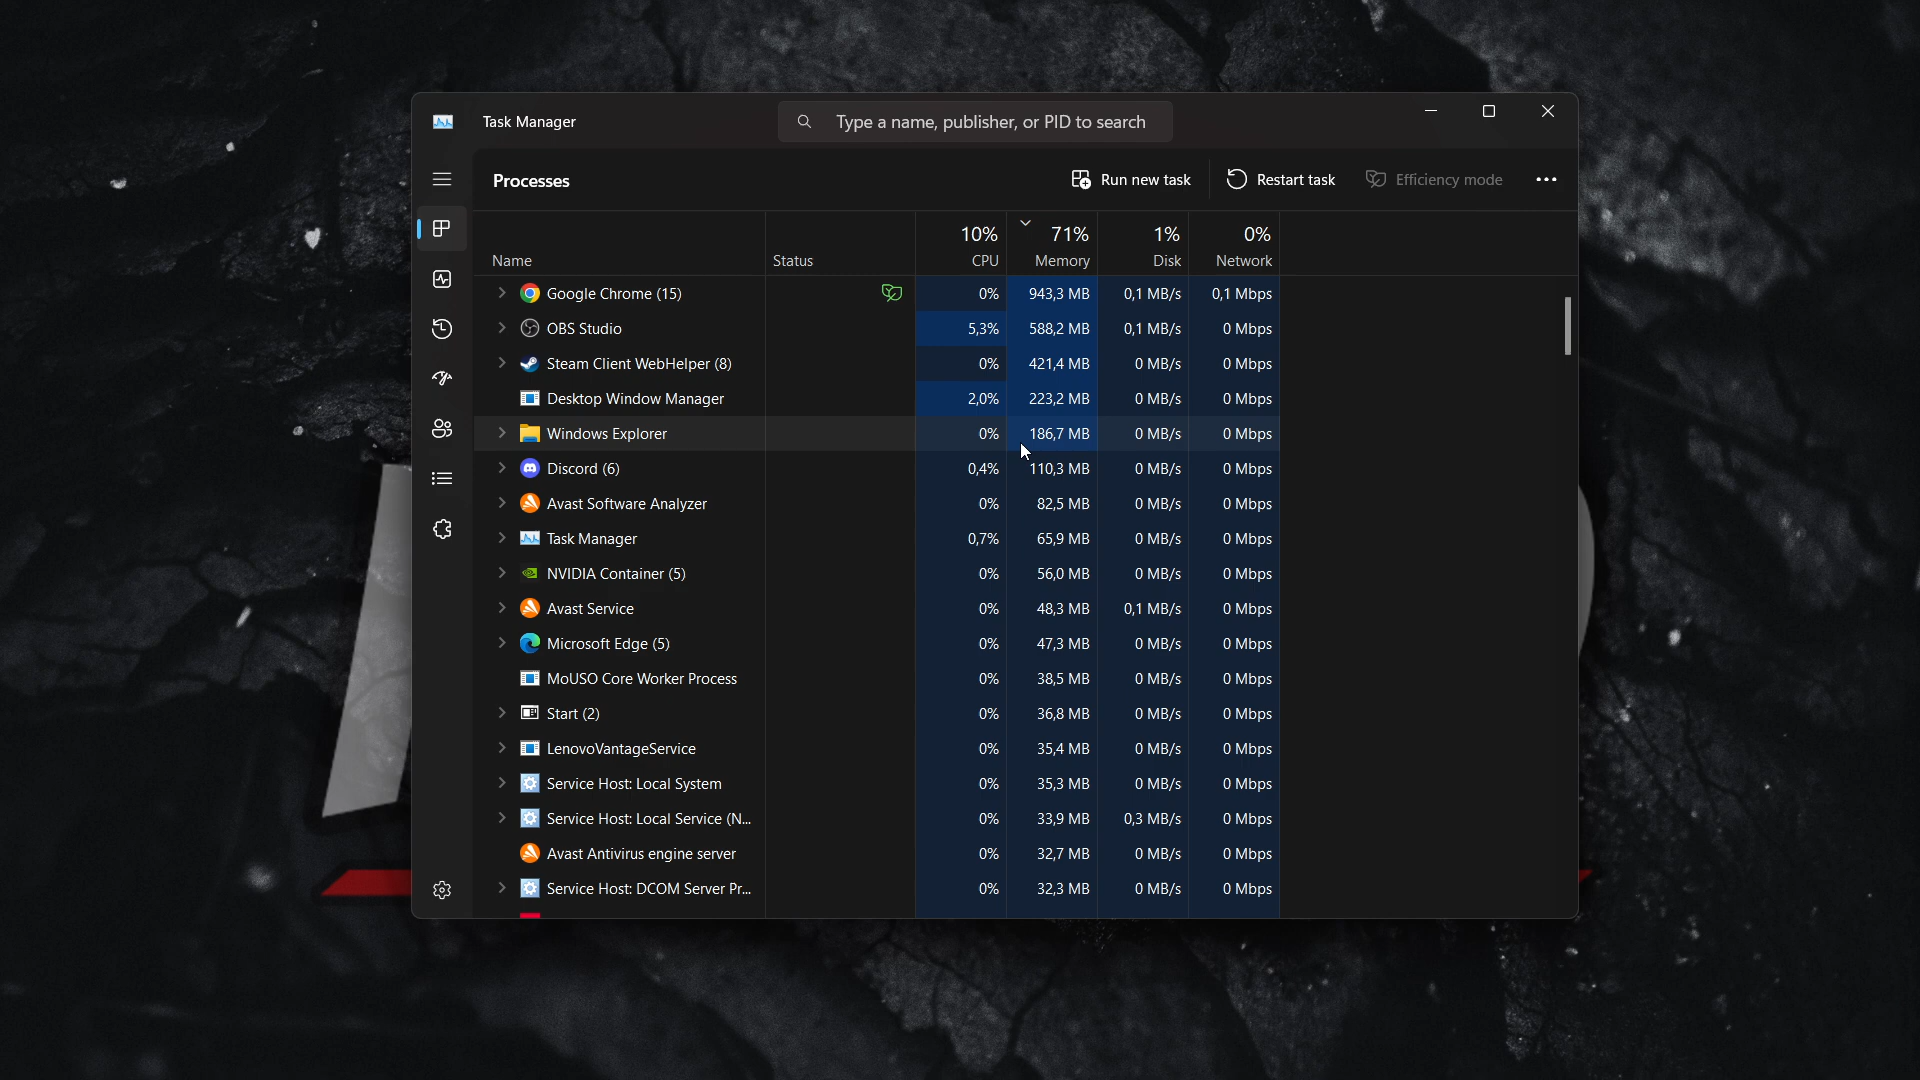 Task Manager
Type a name, publisher, or PID to search
Processes
Run new task
Restart task
Efficiency mode
10% 71% 1% 0%
Name Status CPU Memory Disk Network
Google Chrome (15) 0% 943,3 MB 0,1 MB/s 0,1 Mbps
OBS Studio 5,3% 588,2 MB 0,1 MB/s 0 Mbps
Steam Client WebHelper (8) 0% 421,4 MB 0 MB/s 0 Mbps
Desktop Window Manager 2,0% 223,2 MB 0 MB/s 0 Mbps
Windows Explorer 0% 186,7 MB 0 MB/s 0 Mbps
Discord (6) 0,4% 110,3 MB 0 MB/s 0 Mbps
Avast Software Analyzer 0% 82,5 MB 0 MB/s 0 Mbps
Task Manager 0,7% 65,9 MB 0 MB/s 0 Mbps
NVIDIA Container (5) 0% 56,0 MB 0 MB/s 0 Mbps
Avast Service 0% 48,3 MB 0,1 MB/s 0 Mbps
Microsoft Edge (5) 0% 47,3 MB 0 MB/s 0 Mbps
MoUSO Core Worker Process 0% 38,5 MB 0 MB/s 0 Mbps
Start (2) 0% 36,8 MB 0 MB/s 0 Mbps
LenovoVantageService 0% 35,4 MB 0 MB/s 0 Mbps
Service Host: Local System 0% 35,3 MB 0 MB/s 0 Mbps
Service Host: Local Service (N... 0% 33,9 MB 0,3 MB/s 0 Mbps
Avast Antivirus engine server 0% 32,7 MB 0 MB/s 0 Mbps
Service Host: DCOM Server Pr... 0% 32,3 MB 0 MB/s 0 Mbps